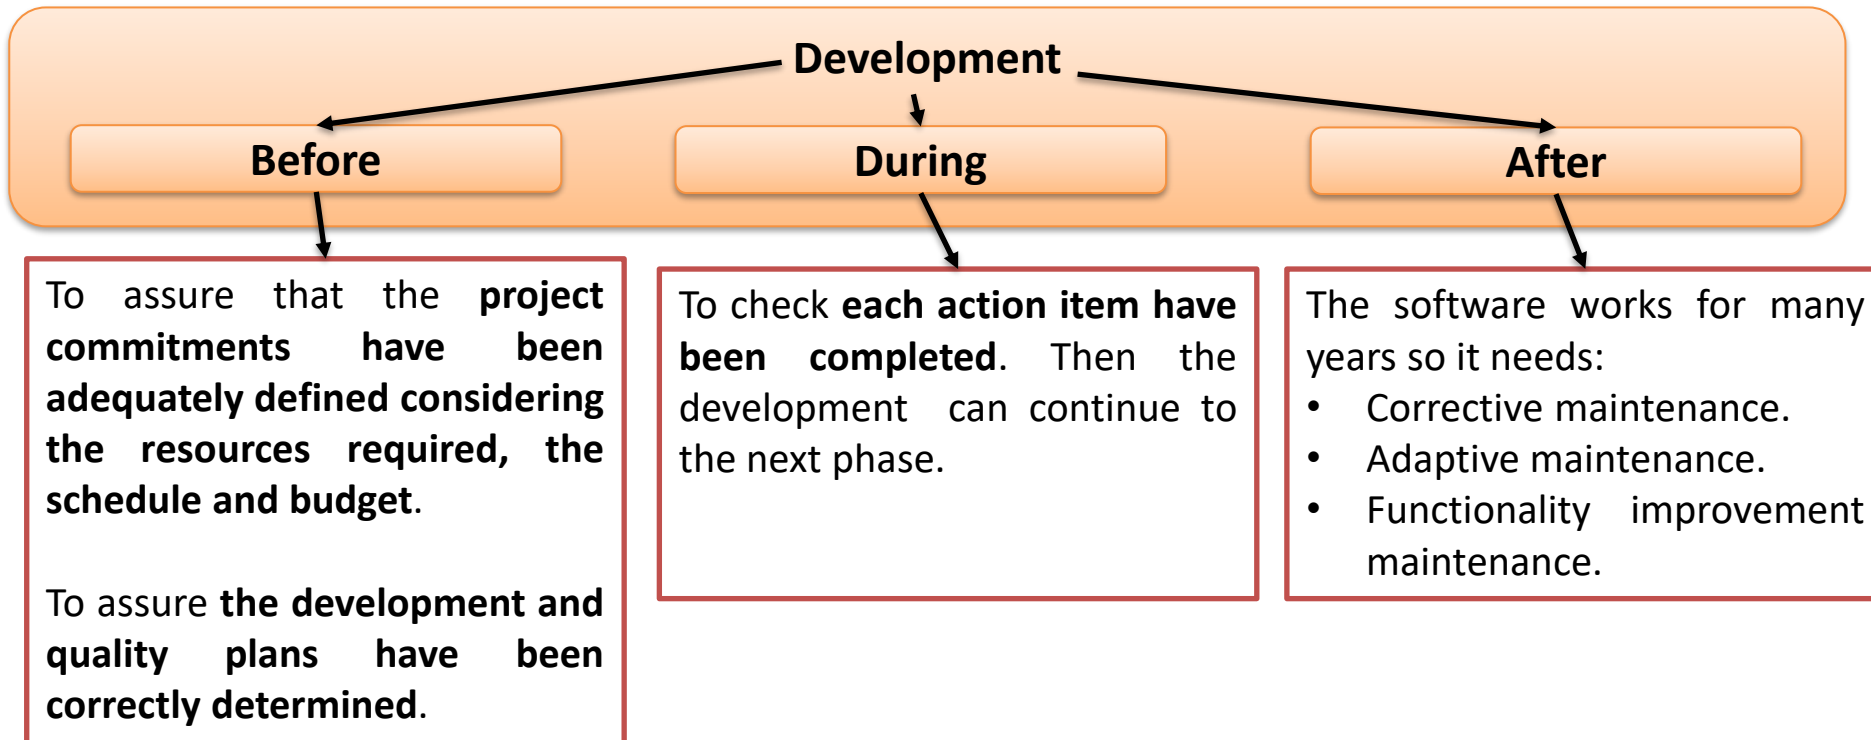 Development
Before
During
After
To assure that the project
commitments have been
adequately defined considering
the resources required, the
schedule and budget.
To assure the development and
quality plans have been
correctly determined.
To check each action item have
been completed. Then the
development can continue to
the next phase.
The software works for many
years so it needs:
• Corrective maintenance.
• Adaptive maintenance.
• Functionality improvement
maintenance.